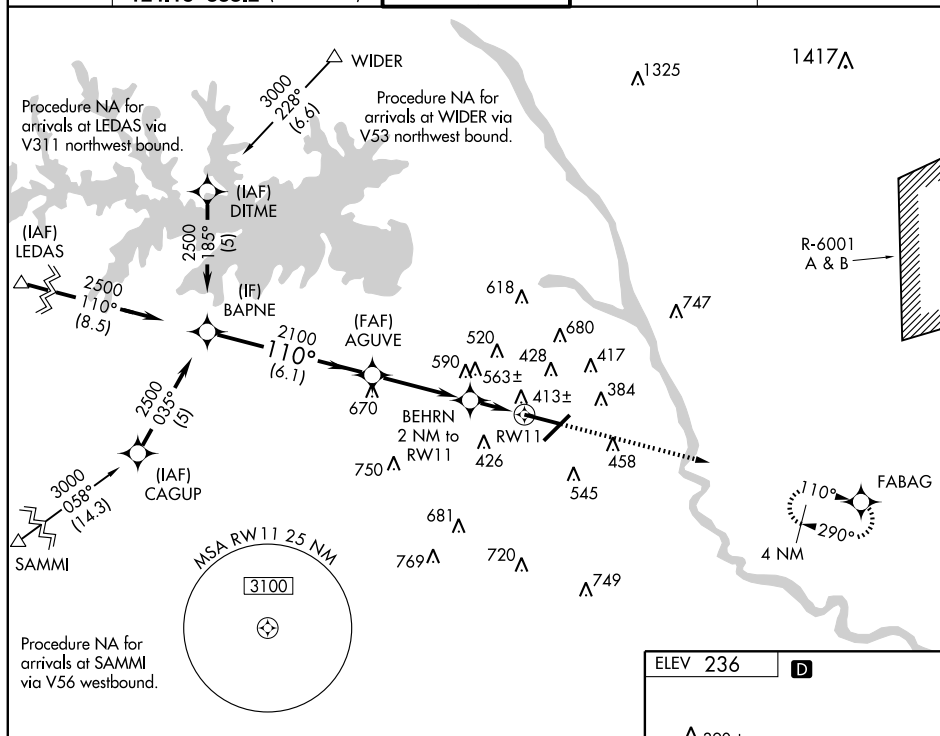 WIDER
1325
1417
3000
228°
(6.6)
Procedure NA for
arrivals at LEDAS via
V311 northwest bound.
Procedure NA for
arrivals at WIDER via
V53 northwest bound.
(IAF)
DITME
2500
185°
(5)
(IAF)
LEDAS
2500
110°
(8.5)
(IF)
BAPNE
R-6001
A & B
618
747
2100
110°
(6.1)
(FAF)
AGUVE
520
680
590
563±
428
417
670
413±
384
BEHRN
2 NM to
RW11
RW11
426
458
750
545
2500
035°
(5)
(IAF)
CAGUP
3000
058°
(14.3)
SAMMI
110°
FABAG
290°
4 NM
681
769
720
749
MSA RW11 25 NM
3100
Procedure NA for
arrivals at SAMMI
via V56 westbound.
ELEV 236
D